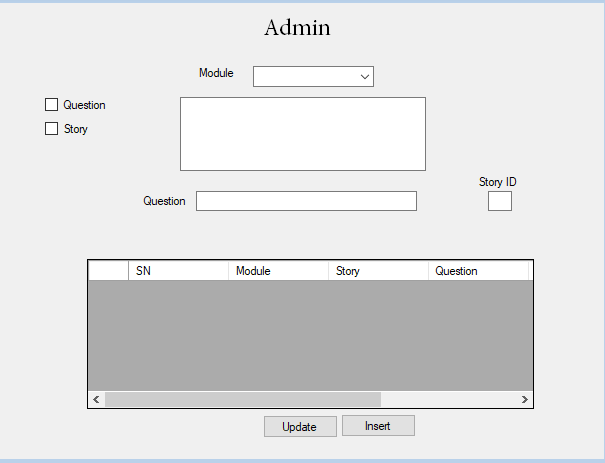 Admin
Module
Question
Story
Story ID
Question
SN Module Story Question
Update Insert